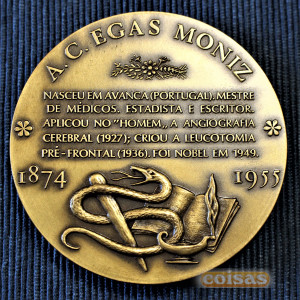 A.C. EGAS MONIZ
NASCEU EM AVANCA (PORTUGAL). MESTRE
DE MÉDICOS. ESTADISTA E ESCRITOR.
APLICOU NO "HOMEM, A ANGIOGRAFIA
CEREBRAL (1927); CRIOU A LEUCOTOMIA
PRÉ-FRONTAL (1936). FOI NOBEL EM 1949.
1874 1955
coisas